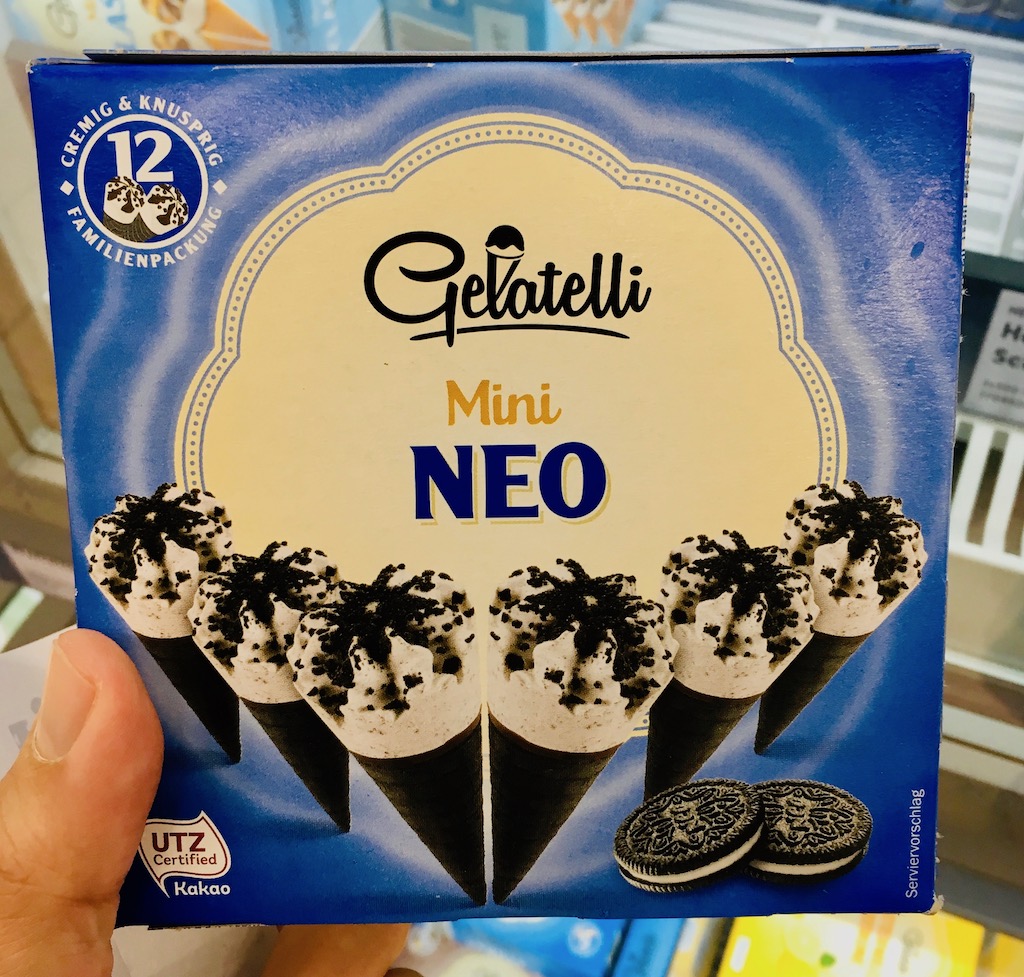 CREMIG & KNUSPRIG
12
FAMILIENPACKUNG
Gelatelli
Mini
NEO
UTZ
Certified
Kakao
Serviervorschlag